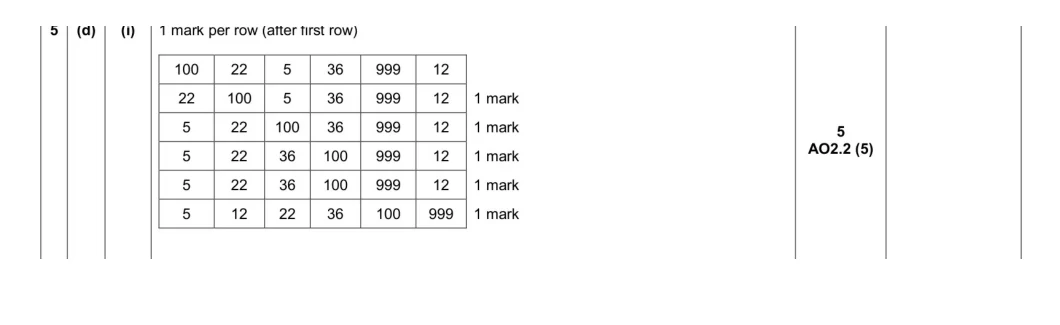 5 (d) (i) 1 mark per row (after first row)
100 22 5 36 999 12
22 100 5 36 999 12 1 mark
5 22 100 36 999 12 1 mark
5 22 36 100 999 12 1 mark
5 22 36 100 999 12 1 mark
5 12 22 36 100 999 1 mark
5
AO2.2 (5)